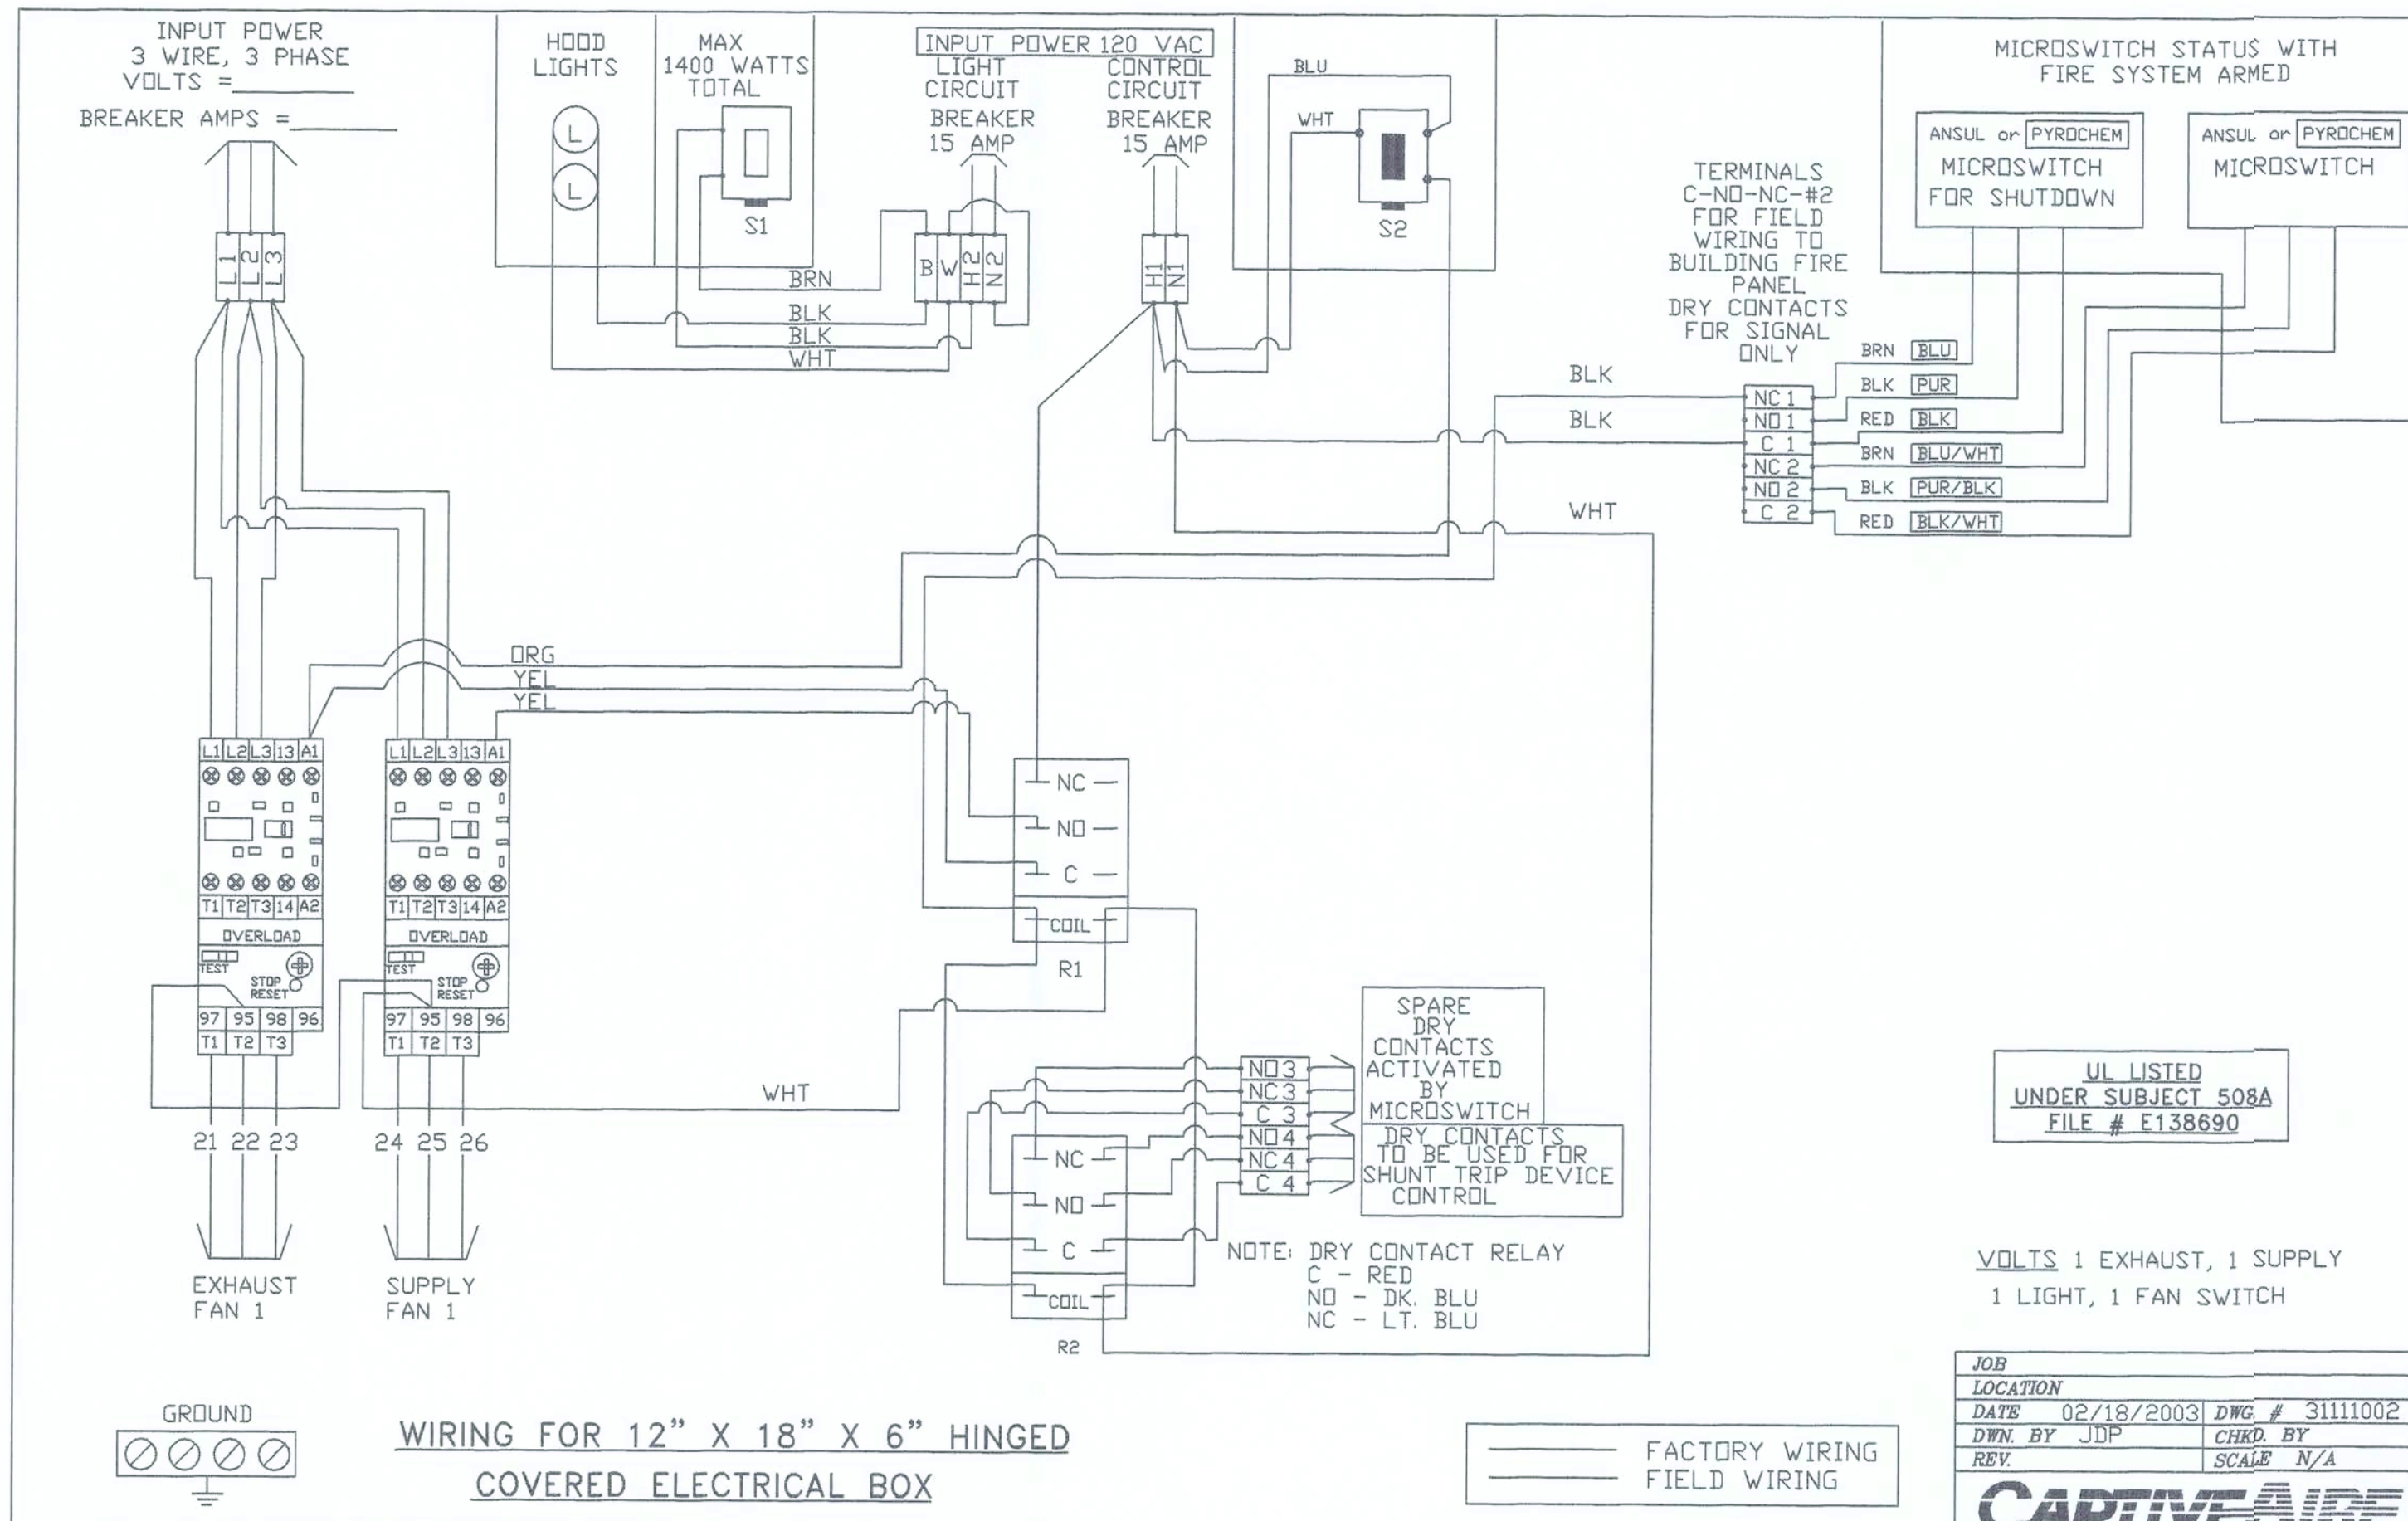 INPUT POWER
3 WIRE, 3 PHASE
VOLTS =
BREAKER AMPS =
L1
L2
L3
HOOD
LIGHTS
L
L
MAX
1400 WATTS
TOTAL
S1
INPUT POWER 120 VAC
LIGHT
CIRCUIT
BREAKER
15 AMP
CONTROL
CIRCUIT
BREAKER
15 AMP
B
W
H2
N2
H1
N1
BRN
BLK
BLK
WHT
BLU
WHT
S2
MICROSWITCH STATUS WITH
FIRE SYSTEM ARMED
ANSUL or PYROCHEM
MICROSWITCH
FOR SHUTDOWN
ANSUL or PYROCHEM
MICROSWITCH
TERMINALS
C-NO-NC-#2
FOR FIELD
WIRING TO
BUILDING FIRE
PANEL
DRY CONTACTS
FOR SIGNAL
ONLY
BLK
BLK
WHT
NC 1
NO 1
C 1
NC 2
NO 2
C 2
BRN BLU
BLK PUR
RED BLK
BRN BLU/WHT
BLK PUR/BLK
RED BLK/WHT
ORG
YEL
YEL
L1 L2 L3 13 A1
T1 T2 T3 14 A2
OVERLOAD
TEST
STOP
RESET
97 95 98 96
T1 T2 T3
21 22 23
EXHAUST
FAN 1
L1 L2 L3 13 A1
T1 T2 T3 14 A2
OVERLOAD
TEST
STOP
RESET
97 95 98 96
T1 T2 T3
24 25 26
SUPPLY
FAN 1
WHT
NC
NO
C
COIL
R1
NC
NO
C
COIL
R2
NO 3
NC 3
C 3
NO 4
NC 4
C 4
SPARE
DRY
CONTACTS
ACTIVATED
BY
MICROSWITCH
DRY CONTACTS
TO BE USED FOR
SHUNT TRIP DEVICE
CONTROL
NOTE: DRY CONTACT RELAY
C - RED
NO - DK. BLU
NC - LT. BLU
UL LISTED
UNDER SUBJECT 508A
FILE # E138690
VOLTS 1 EXHAUST, 1 SUPPLY
1 LIGHT, 1 FAN SWITCH
GROUND
WIRING FOR 12” X 18” X 6” HINGED
COVERED ELECTRICAL BOX
FACTORY WIRING
FIELD WIRING
JOB
LOCATION
DATE 02/18/2003 DWG. # 31111002
DWN. BY JDP CHKD. BY
REV. SCALE N/A
CAPTIVEAIRE